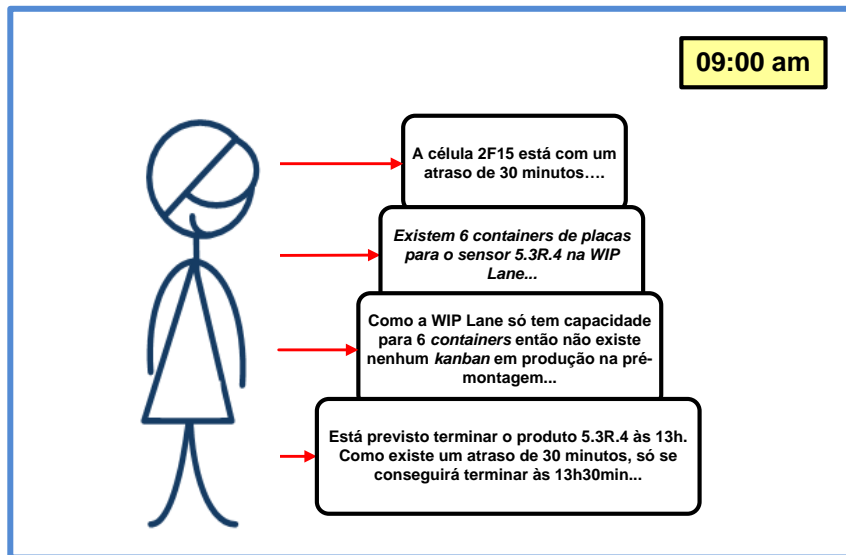 09:00 am
A célula 2F15 está com um
atraso de 30 minutos....
Existem 6 containers de placas
para o sensor 5.3R.4 na WIP
Lane...
Como a WIP Lane só tem capacidade
para 6 containers então não existe
nenhum kanban em produção na pré-
montagem...
Está previsto terminar o produto 5.3R.4 às 13h.
Como existe um atraso de 30 minutos, só se
conseguirá terminar às 13h30min...